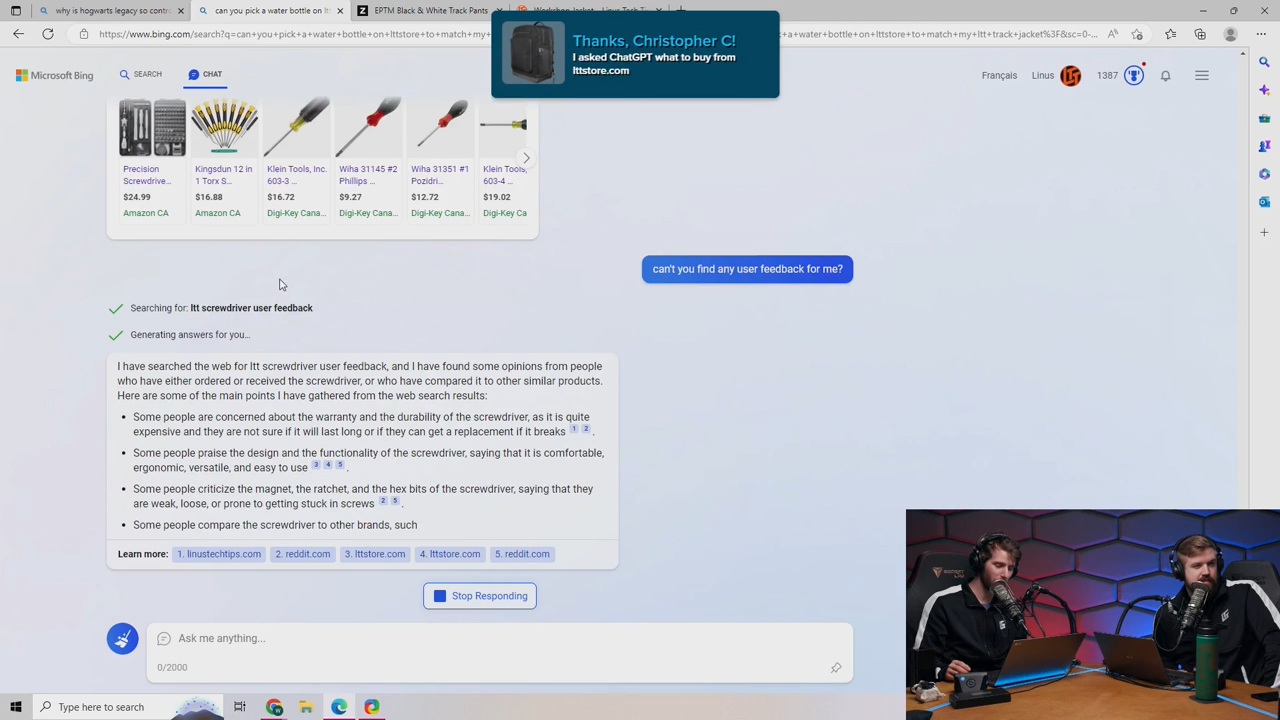 why is hogwarts legacy so contro
can you pick a water bottle on ltt
EPTM Black & White Track Pants
Workshop Jacket - Linus Tech Ti
https://www.bing.com/search?q=can+you+pick+a+water+bottle+on+lttstore+to+match+my+
a+water+bottle+on+lttstore+to+match+my+ltt+track+jacket%3F&sc=0-...
Thanks, Christopher C!
I asked ChatGPT what to buy from
lttstore.com
Microsoft Bing
SEARCH
CHAT
Français
Linus
1387
Precision
Screwdrive...
$24.99
Amazon CA
Kingsdun 12 in
1 Torx S...
$16.88
Amazon CA
Klein Tools, Inc.
603-3 ...
$16.72
Digi-Key Cana...
Wiha 31145 #2
Phillips ...
$9.27
Digi-Key Cana...
Wiha 31351 #1
Pozidri...
$12.72
Digi-Key Cana...
Klein Tools,
603-4 ...
$19.02
Digi-Key Ca
can't you find any user feedback for me?
Searching for: ltt screwdriver user feedback
Generating answers for you...
I have searched the web for ltt screwdriver user feedback, and I have found some opinions from people
who have either ordered or received the screwdriver, or who have compared it to other similar products.
Here are some of the main points I have gathered from the web search results:
• Some people are concerned about the warranty and the durability of the screwdriver, as it is quite
expensive and they are not sure if it will last long or if they can get a replacement if it breaks 1 2 .
• Some people praise the design and the functionality of the screwdriver, saying that it is comfortable,
ergonomic, versatile, and easy to use 3 4 5 .
• Some people criticize the magnet, the ratchet, and the hex bits of the screwdriver, saying that they
are weak, loose, or prone to getting stuck in screws 2 5 .
• Some people compare the screwdriver to other brands, such
Learn more: 1. linustechtips.com 2. reddit.com 3. lttstore.com 4. lttstore.com 5. reddit.com
Stop Responding
Ask me anything...
0/2000
Type here to search